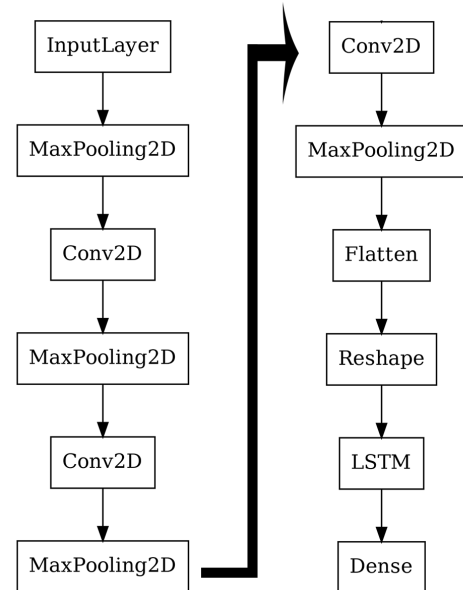 InputLayer
MaxPooling2D
Conv2D
MaxPooling2D
Conv2D
MaxPooling2D
Conv2D
MaxPooling2D
Flatten
Reshape
LSTM
Dense